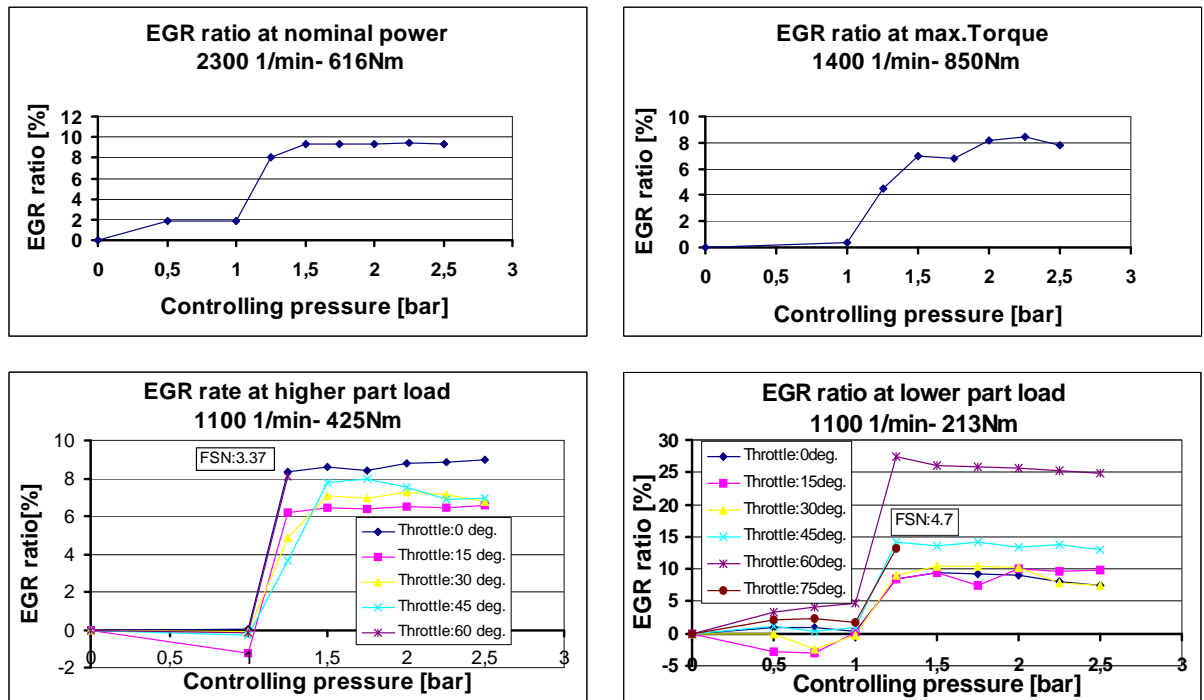 EGR ratio at nominal power
2300 1/min- 616Nm
EGR ratio [%]
12
10
8
6
4
2
0
0 0,5 1 1,5 2 2,5 3
Controlling pressure [bar]
EGR ratio at max.Torque
1400 1/min- 850Nm
EGR ratio [%]
10
8
6
4
2
0
0 0,5 1 1,5 2 2,5 3
Controlling pressure [bar]
EGR rate at higher part load
1100 1/min- 425Nm
EGR ratio[%]
10
8
6
4
2
0
-2
FSN:3.37
Throttle:0 deg.
Throttle:15 deg.
Throttle:30 deg.
Throttle:45 deg.
Throttle:60 deg.
0 0,5 1 1,5 2 2,5 3
Controlling pressure [bar]
EGR ratio at lower part load
1100 1/min- 213Nm
EGR ratio [%]
30
25
20
15
10
5
0
-5
Throttle:0deg.
Throttle:15deg.
Throttle:30deg.
Throttle:45deg.
Throttle:60deg.
Throttle:75deg.
FSN:4.7
0 0,5 1 1,5 2 2,5 3
Controlling pressure [bar]